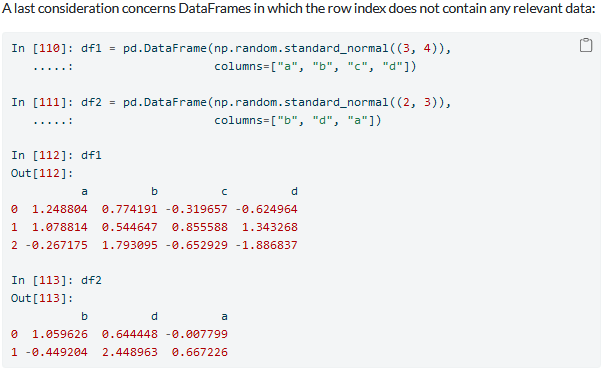 A last consideration concerns DataFrames in which the row index does not contain any relevant data:
In [110]: df1 = pd.DataFrame(np.random.standard_normal((3, 4)),
   .....:                    columns=["a", "b", "c", "d"])
In [111]: df2 = pd.DataFrame(np.random.standard_normal((2, 3)),
   .....:                    columns=["b", "d", "a"])
In [112]: df1
Out[112]:
          a         b         c         d
0  1.248804  0.774191 -0.319657 -0.624964
1  1.078814  0.544647  0.855588  1.343268
2 -0.267175  1.793095 -0.652929 -1.886837
In [113]: df2
Out[113]:
          b         d         a
0  1.059626  0.644448 -0.007799
1 -0.449204  2.448963  0.667226